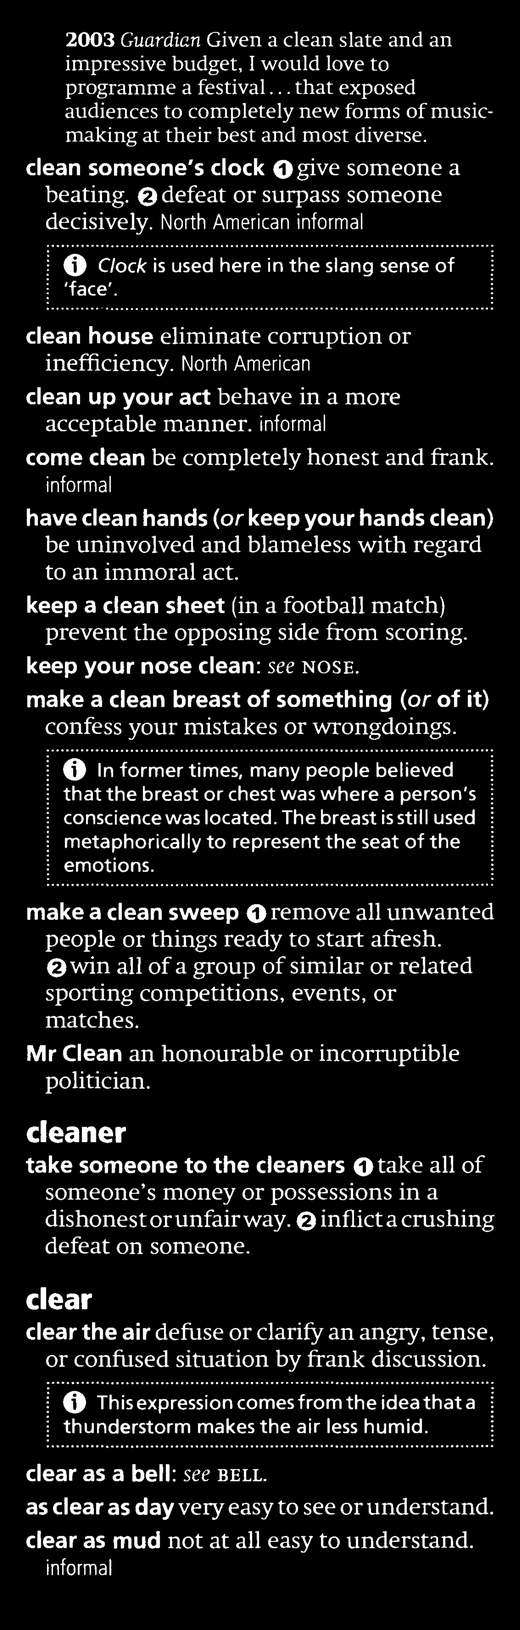 2003 Guardian Given a clean slate and an
impressive budget, I would love to
programme a festival... that exposed
audiences to completely new forms of music-
making at their best and most diverse.
clean someone's clock ❶ give someone a
beating. ❷ defeat or surpass someone
decisively. North American informal
ⓘ Clock is used here in the slang sense of
'face'.
clean house eliminate corruption or
inefficiency. North American
clean up your act behave in a more
acceptable manner. informal
come clean be completely honest and frank.
informal
have clean hands (or keep your hands clean)
be uninvolved and blameless with regard
to an immoral act.
keep a clean sheet (in a football match)
prevent the opposing side from scoring.
keep your nose clean: see NOSE.
make a clean breast of something (or of it)
confess your mistakes or wrongdoings.
ⓘ In former times, many people believed
that the breast or chest was where a person's
conscience was located. The breast is still used
metaphorically to represent the seat of the
emotions.
make a clean sweep ❶ remove all unwanted
people or things ready to start afresh.
❷ win all of a group of similar or related
sporting competitions, events, or
matches.
Mr Clean an honourable or incorruptible
politician.
cleaner
take someone to the cleaners ❶ take all of
someone's money or possessions in a
dishonest or unfair way. ❷ inflict a crushing
defeat on someone.
clear
clear the air defuse or clarify an angry, tense,
or confused situation by frank discussion.
ⓘ This expression comes from the idea that a
thunderstorm makes the air less humid.
clear as a bell: see BELL.
as clear as day very easy to see or understand.
clear as mud not at all easy to understand.
informal